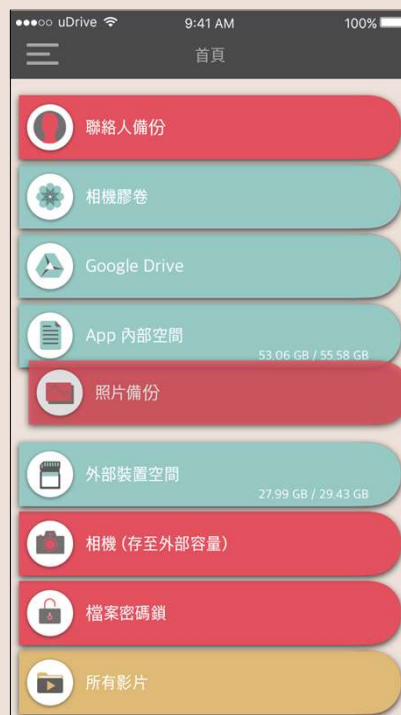 ●●●○○ uDrive 9:41 AM 100%
首頁
聯絡人備份
相機膠卷
Google Drive
App 內部空間
53.06 GB / 55.58 GB
照片備份
外部裝置空間
27.99 GB / 29.43 GB
相機 (存至外部容量)
檔案密碼鎖
所有影片